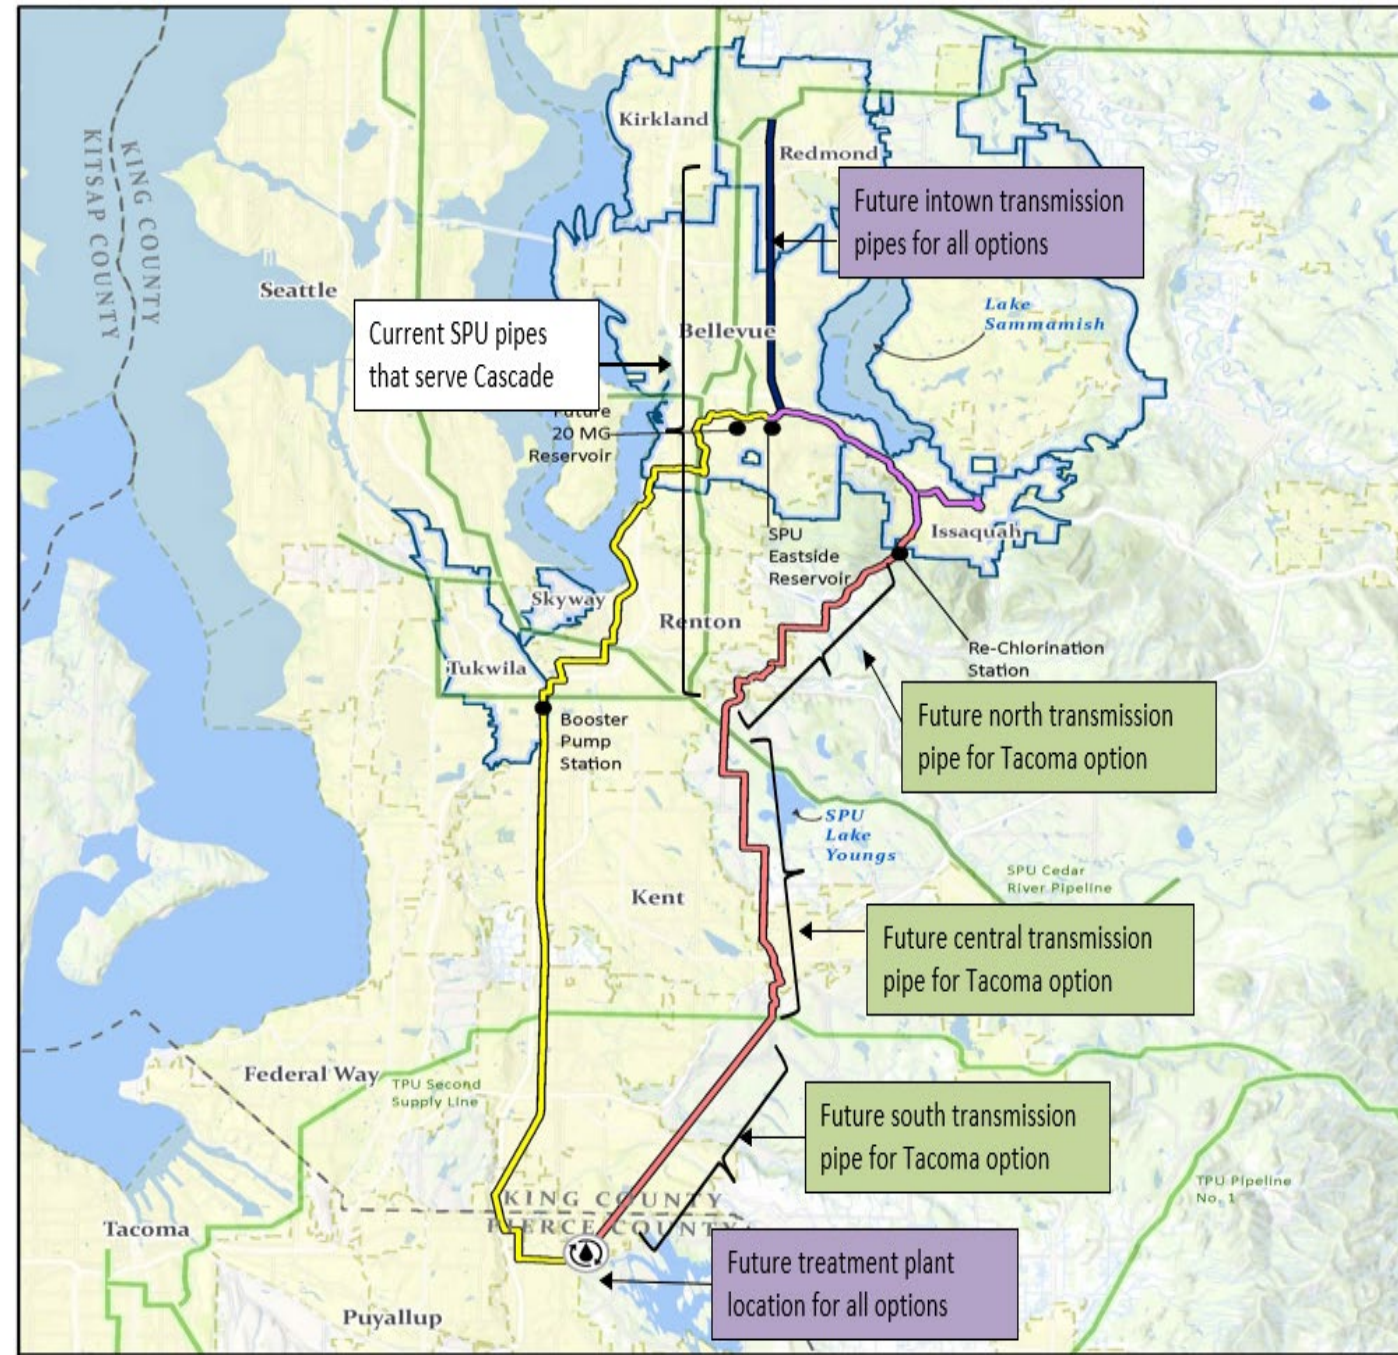 Kirkland
Redmond
KING COUNTY
KITSAP COUNTY
Future intown transmission
pipes for all options
Seattle
Lake
Sammamish
Current SPU pipes
that serve Cascade
Bellevue
Future
20 MG
Reservoir
SPU
Eastside
Reservoir
Issaquah
Skyway
Renton
Re-Chlorination
Station
Tukwila
Future north transmission
pipe for Tacoma option
Booster
Pump
Station
SPU
Lake
Youngs
SPU Cedar
River Pipeline
Kent
Future central transmission
pipe for Tacoma option
Federal Way
TPU Second
Supply Line
Future south transmission
pipe for Tacoma option
TPU Pipeline
No. 1
KING COUNTY
PIERCE COUNTY
Tacoma
Future treatment plant
location for all options
Puyallup